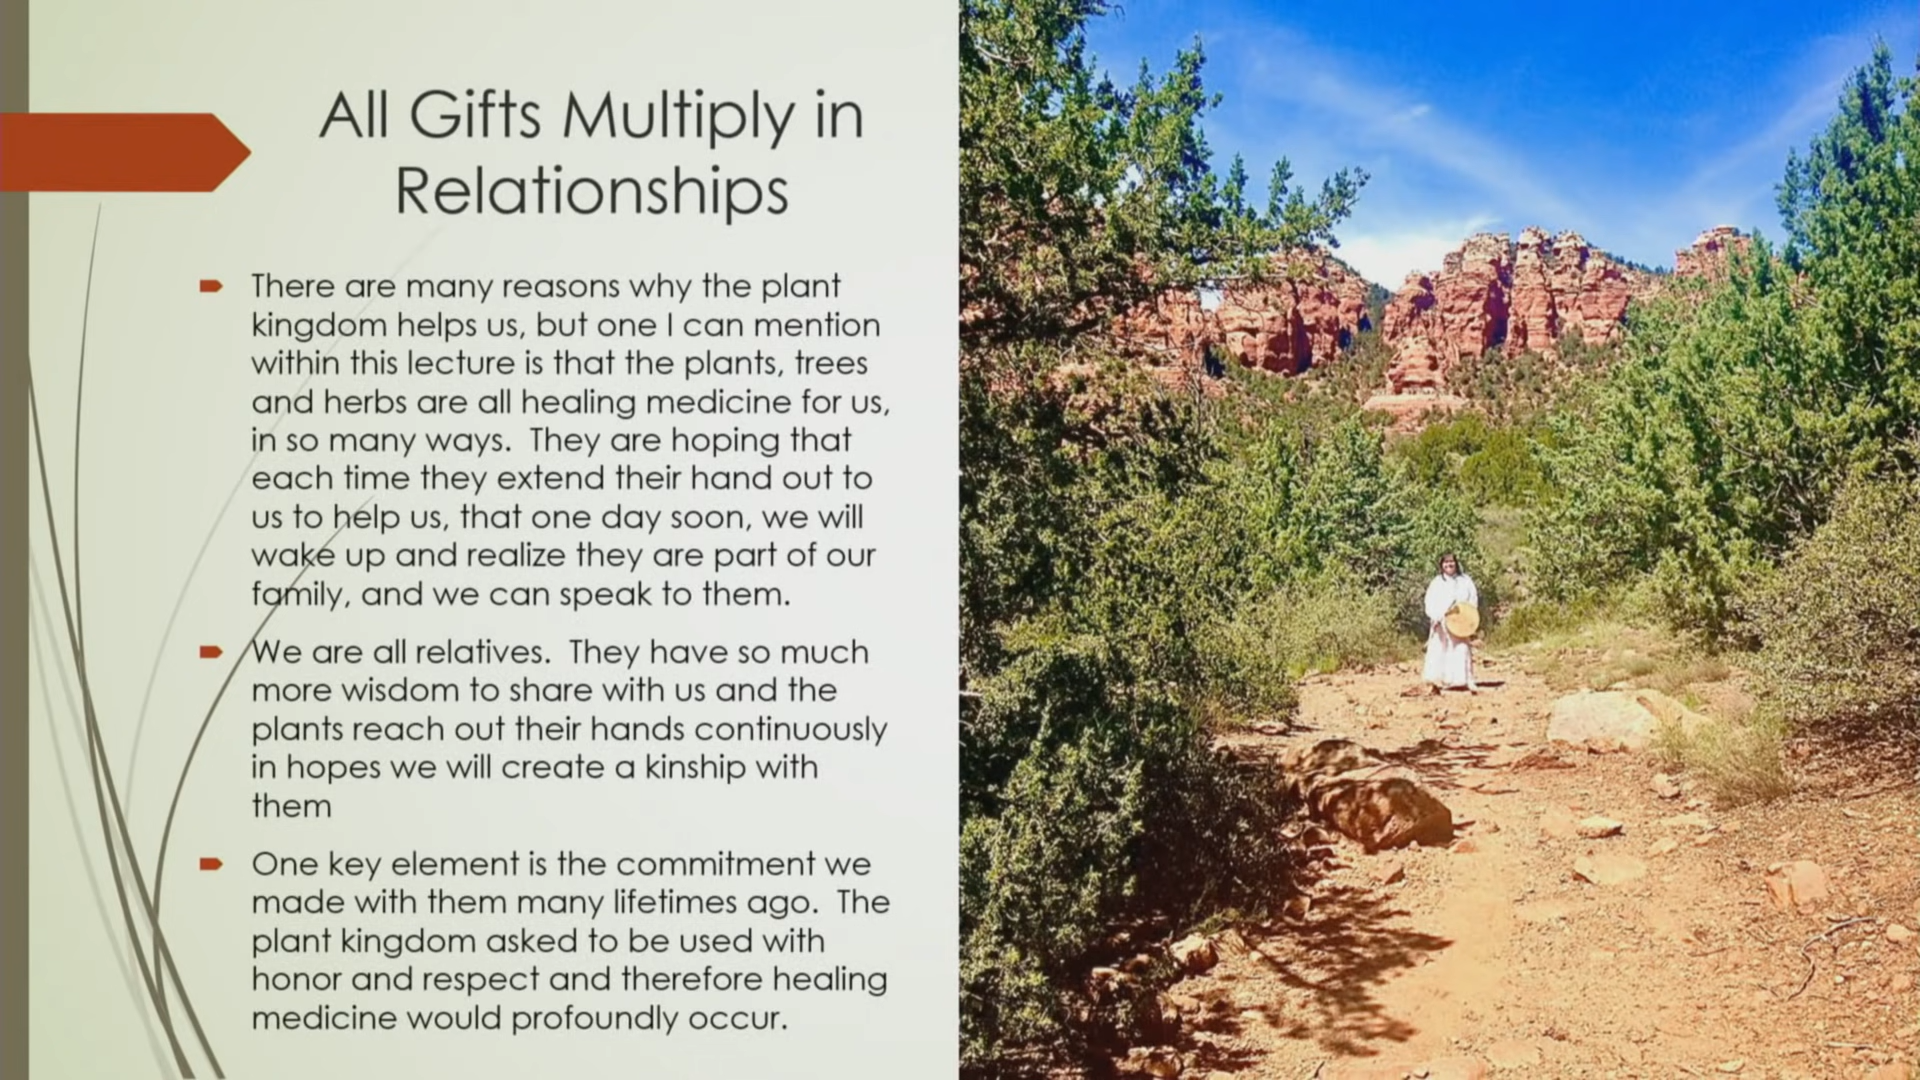 All Gifts Multiply in
Relationships
There are many reasons why the plant
kingdom helps us, but one I can mention
within this lecture is that the plants, trees
and herbs are all healing medicine for us,
in so many ways.  They are hoping that
each time they extend their hand out to
us to help us, that one day soon, we will
wake up and realize they are part of our
family, and we can speak to them.
We are all relatives.  They have so much
more wisdom to share with us and the
plants reach out their hands continuously
in hopes we will create a kinship with
them
One key element is the commitment we
made with them many lifetimes ago.  The
plant kingdom asked to be used with
honor and respect and therefore healing
medicine would profoundly occur.